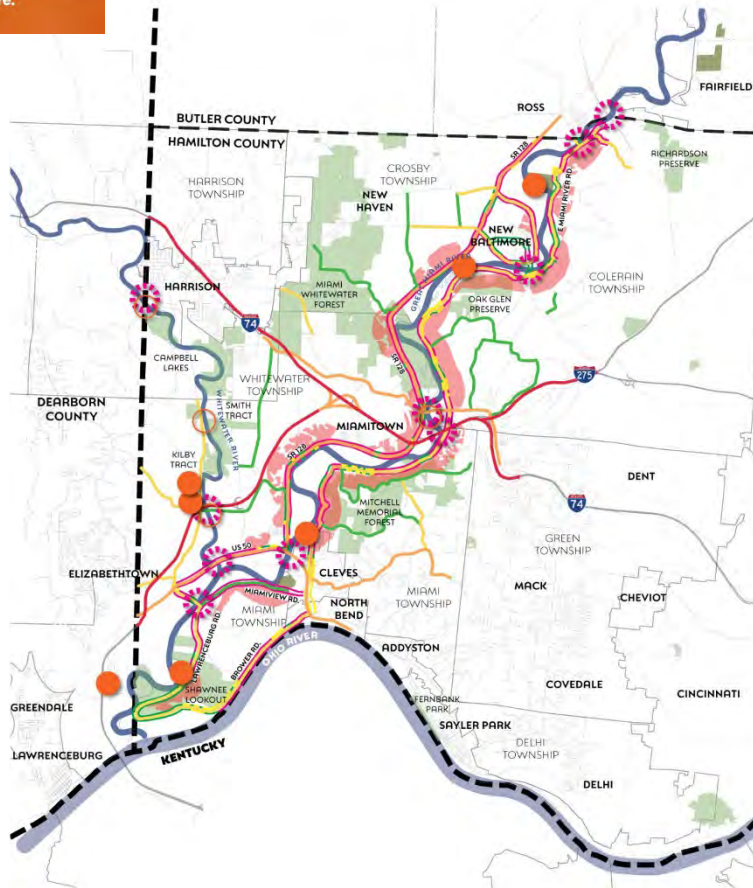 re.
FAIRFIELD
ROSS
BUTLER COUNTY
HAMILTON COUNTY
SR 128
RICHARDSON
PRESERVE
CROSBY
TOWNSHIP
HARRISON
TOWNSHIP
NEW
HAVEN
E MIAMI RIVER RD.
NEW
BALTIMORE
COLERAIN
TOWNSHIP
GREAT MIAMI RIVER
HARRISON
MIAMI
WHITEWATER
FOREST
OAK GLEN
PRESERVE
74
SR 128
CAMPBELL
LAKES
WHITEWATER
TOWNSHIP
275
DEARBORN
COUNTY
SMITH
TRACT
WHITEWATER RIVER
MIAMITOWN
KILBY
TRACT
SR 128
DENT
74
MITCHELL
MEMORIAL
FOREST
GREEN
TOWNSHIP
US 50
ELIZABETHTOWN
CLEVES
MACK
CHEVIOT
MIAMIVIEW RD.
MIAMI
TOWNSHIP
NORTH
BEND
MIAMI
TOWNSHIP
LAWRENCEBURG RD.
BROWER RD.
OHIO RIVER
ADDYSTON
SHAWNEE
LOOKOUT
COVEDALE
CINCINNATI
GREENDALE
FERNBANK
PARK
SAYLER PARK
LAWRENCEBURG
KENTUCKY
DELHI
TOWNSHIP
DELHI